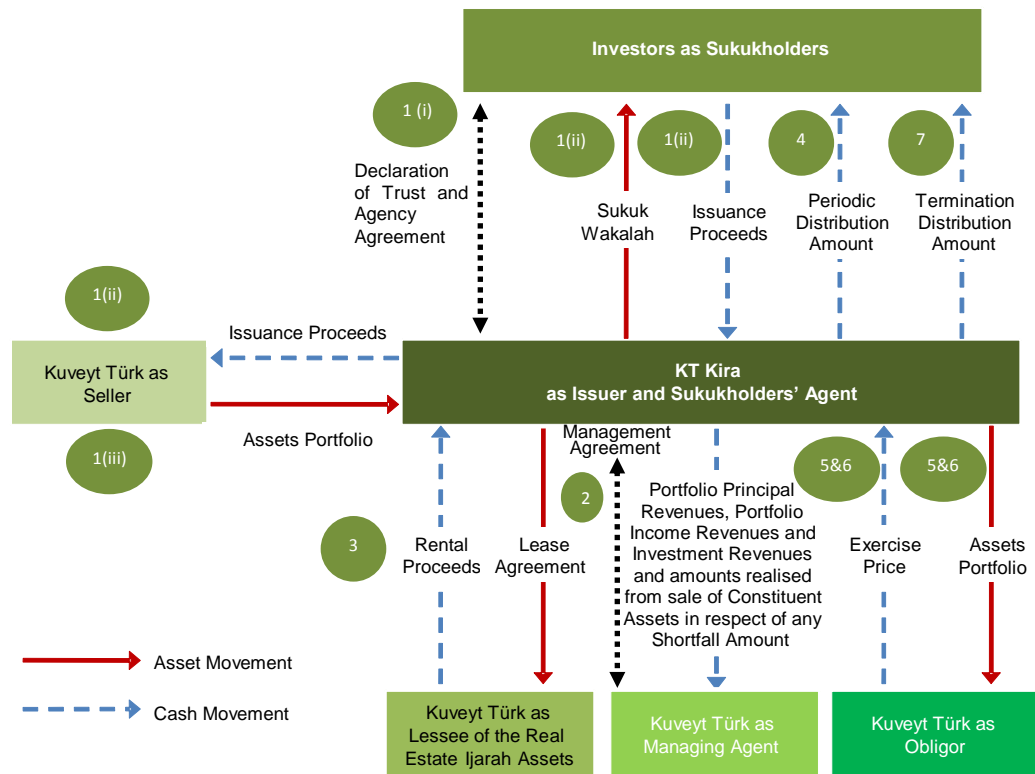 Investors as Sukukholders
1 (i)
1(ii)
1(ii)
4
7
Declaration
of Trust and
Agency
Agreement
Sukuk
Wakalah
Issuance
Proceeds
Periodic
Distribution
Amount
Termination
Distribution
Amount
1(ii)
Issuance Proceeds
Kuveyt Türk as
Seller
KT Kira
as Issuer and Sukukholders’ Agent
Assets Portfolio
1(iii)
3
Rental
Proceeds
Lease
Agreement
Management
Agreement
2
Portfolio Principal
Revenues, Portfolio
Income Revenues and
Investment Revenues
and amounts realised
from sale of Constituent
Assets in respect of any
Shortfall Amount
5&6
5&6
Exercise
Price
Assets
Portfolio
Asset Movement
Cash Movement
Kuveyt Türk as
Lessee of the Real
Estate Ijarah Assets
Kuveyt Türk as
Managing Agent
Kuveyt Türk as
Obligor